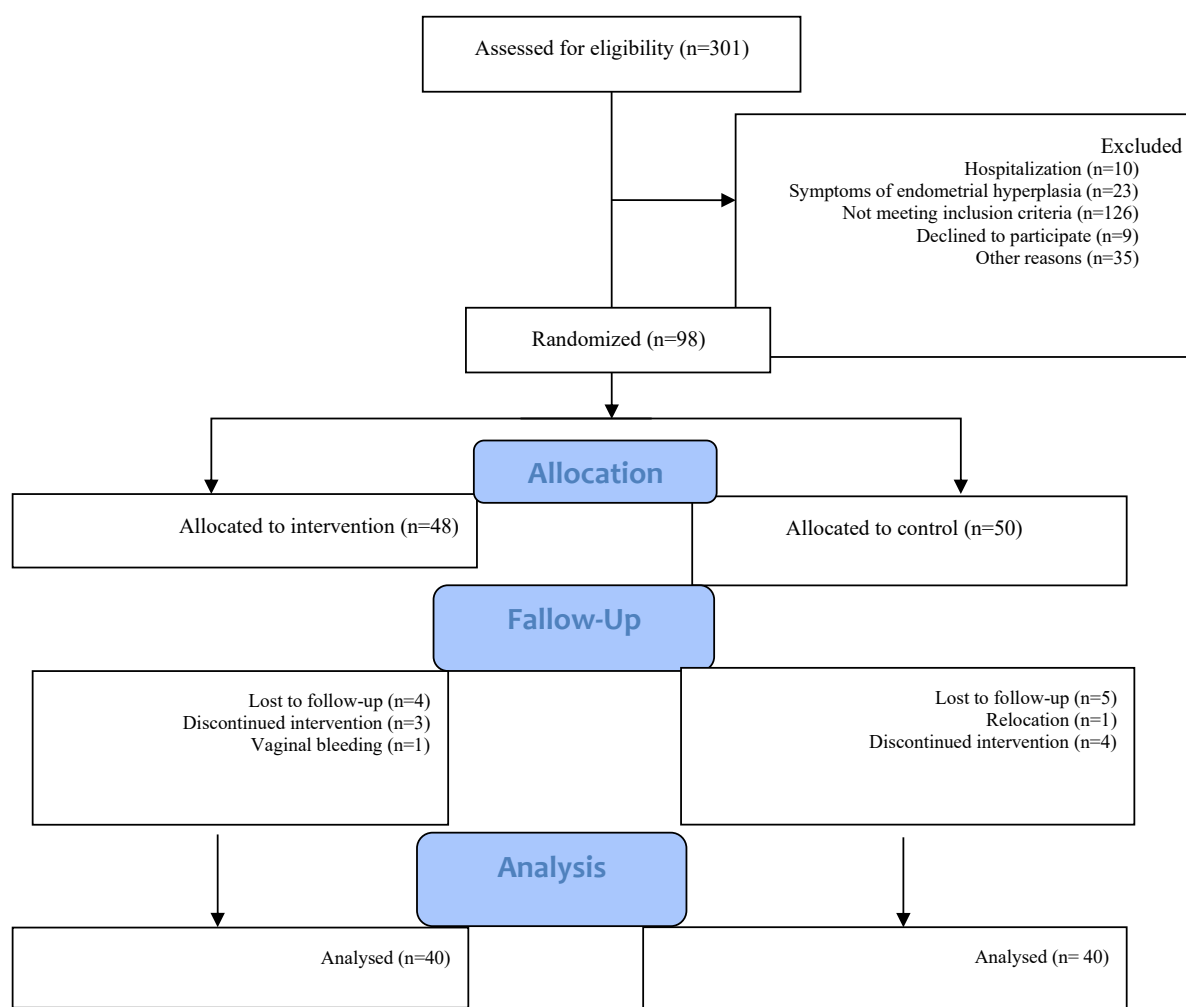 Assessed for eligibility (n=301)
Excluded
Hospitalization (n=10)
Symptoms of endometrial hyperplasia (n=23)
Not meeting inclusion criteria (n=126)
Declined to participate (n=9)
Other reasons (n=35)
Randomized (n=98)
Allocation
Allocated to intervention (n=48)
Allocated to control (n=50)
Fallow-Up
Lost to follow-up (n=4)
Discontinued intervention (n=3)
Vaginal bleeding (n=1)
Lost to follow-up (n=5)
Relocation (n=1)
Discontinued intervention (n=4)
Analysis
Analysed (n=40)
Analysed (n= 40)